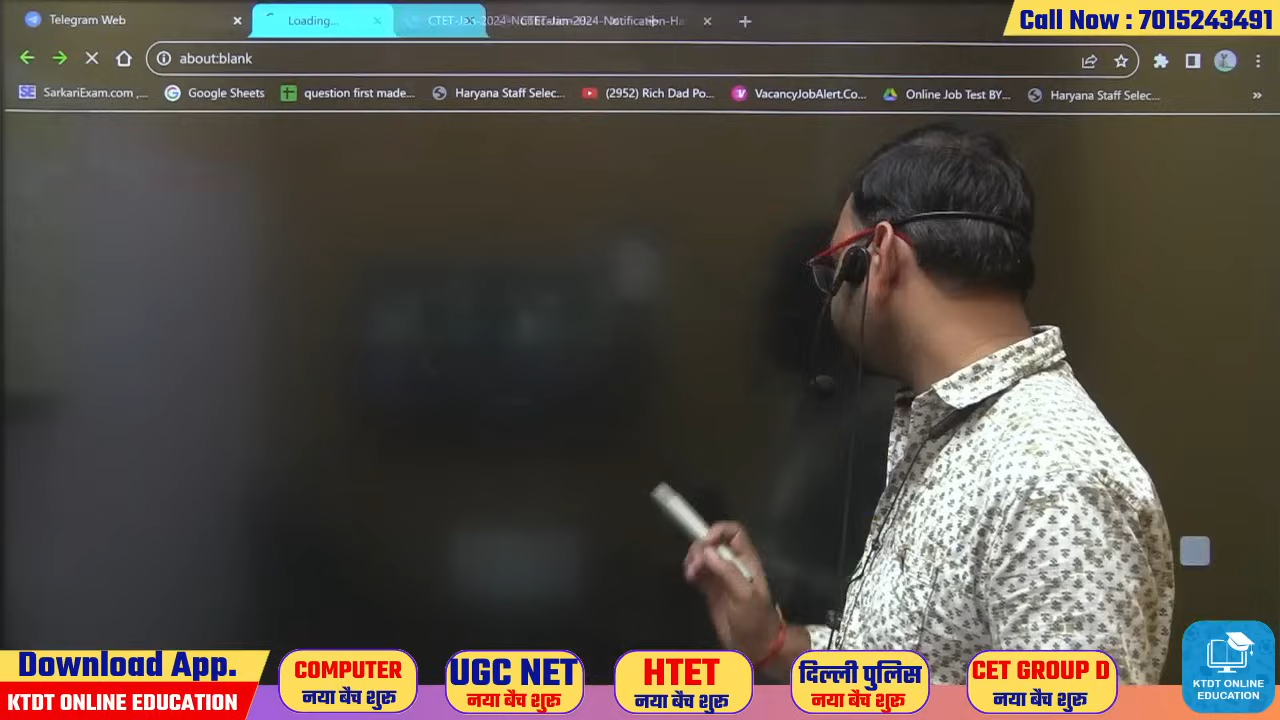 Telegram Web
Loading...
Call Now : 7015243491
about:blank
SE SarkariExam.com ,...
Google Sheets
question first made...
Haryana Staff Selec...
(2952) Rich Dad Po...
VacancyJobAlert.Co...
Online Job Test BY...
Haryana Staff Selec...
Download App.
KTDT ONLINE EDUCATION
COMPUTER
नया बैच शुरू
UGC NET
नया बैच शुरू
HTET
नया बैच शुरू
दिल्ली पुलिस
नया बैच शुरू
CET GROUP D
नया बैच शुरू
KTDT ONLINE
EDUCATION